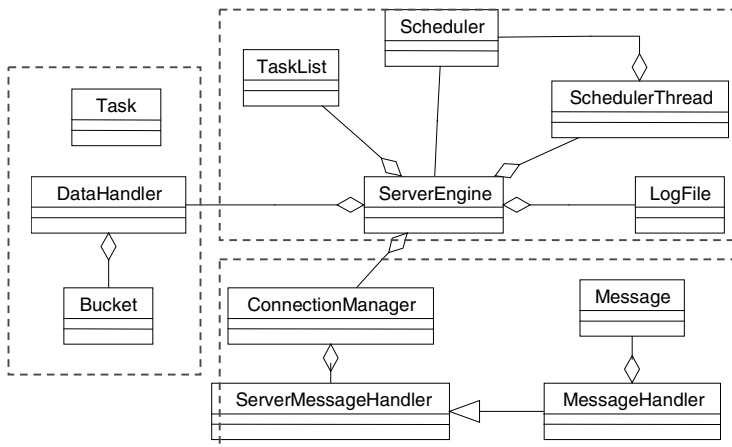 Scheduler
TaskList
SchedulerThread
Task
DataHandler
ServerEngine
LogFile
Bucket
ConnectionManager
Message
ServerMessageHandler
MessageHandler